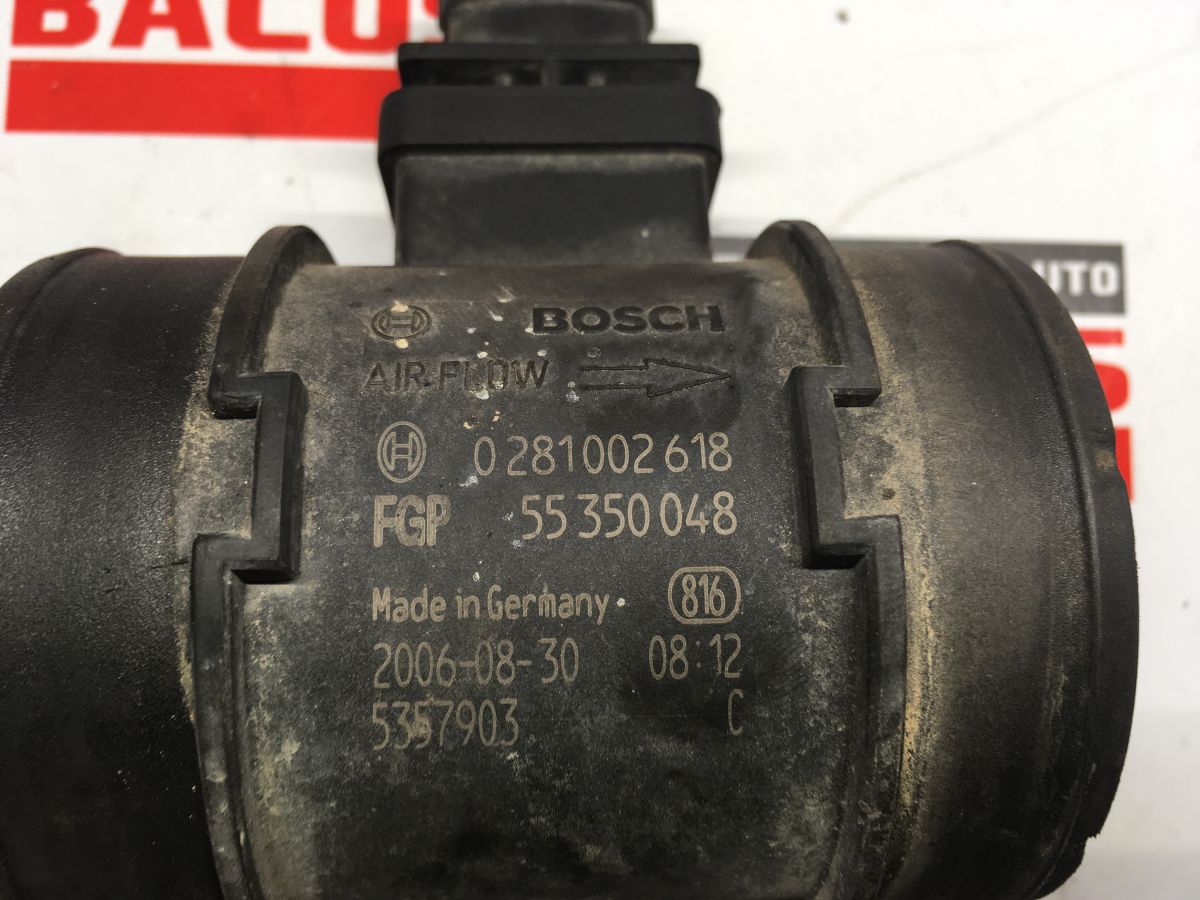 BOSCH
AIR FLOW
0 281 002 618
FGP 55 350 048
Made in Germany 816
2006-08-30 08:12
5357903 C
UTO